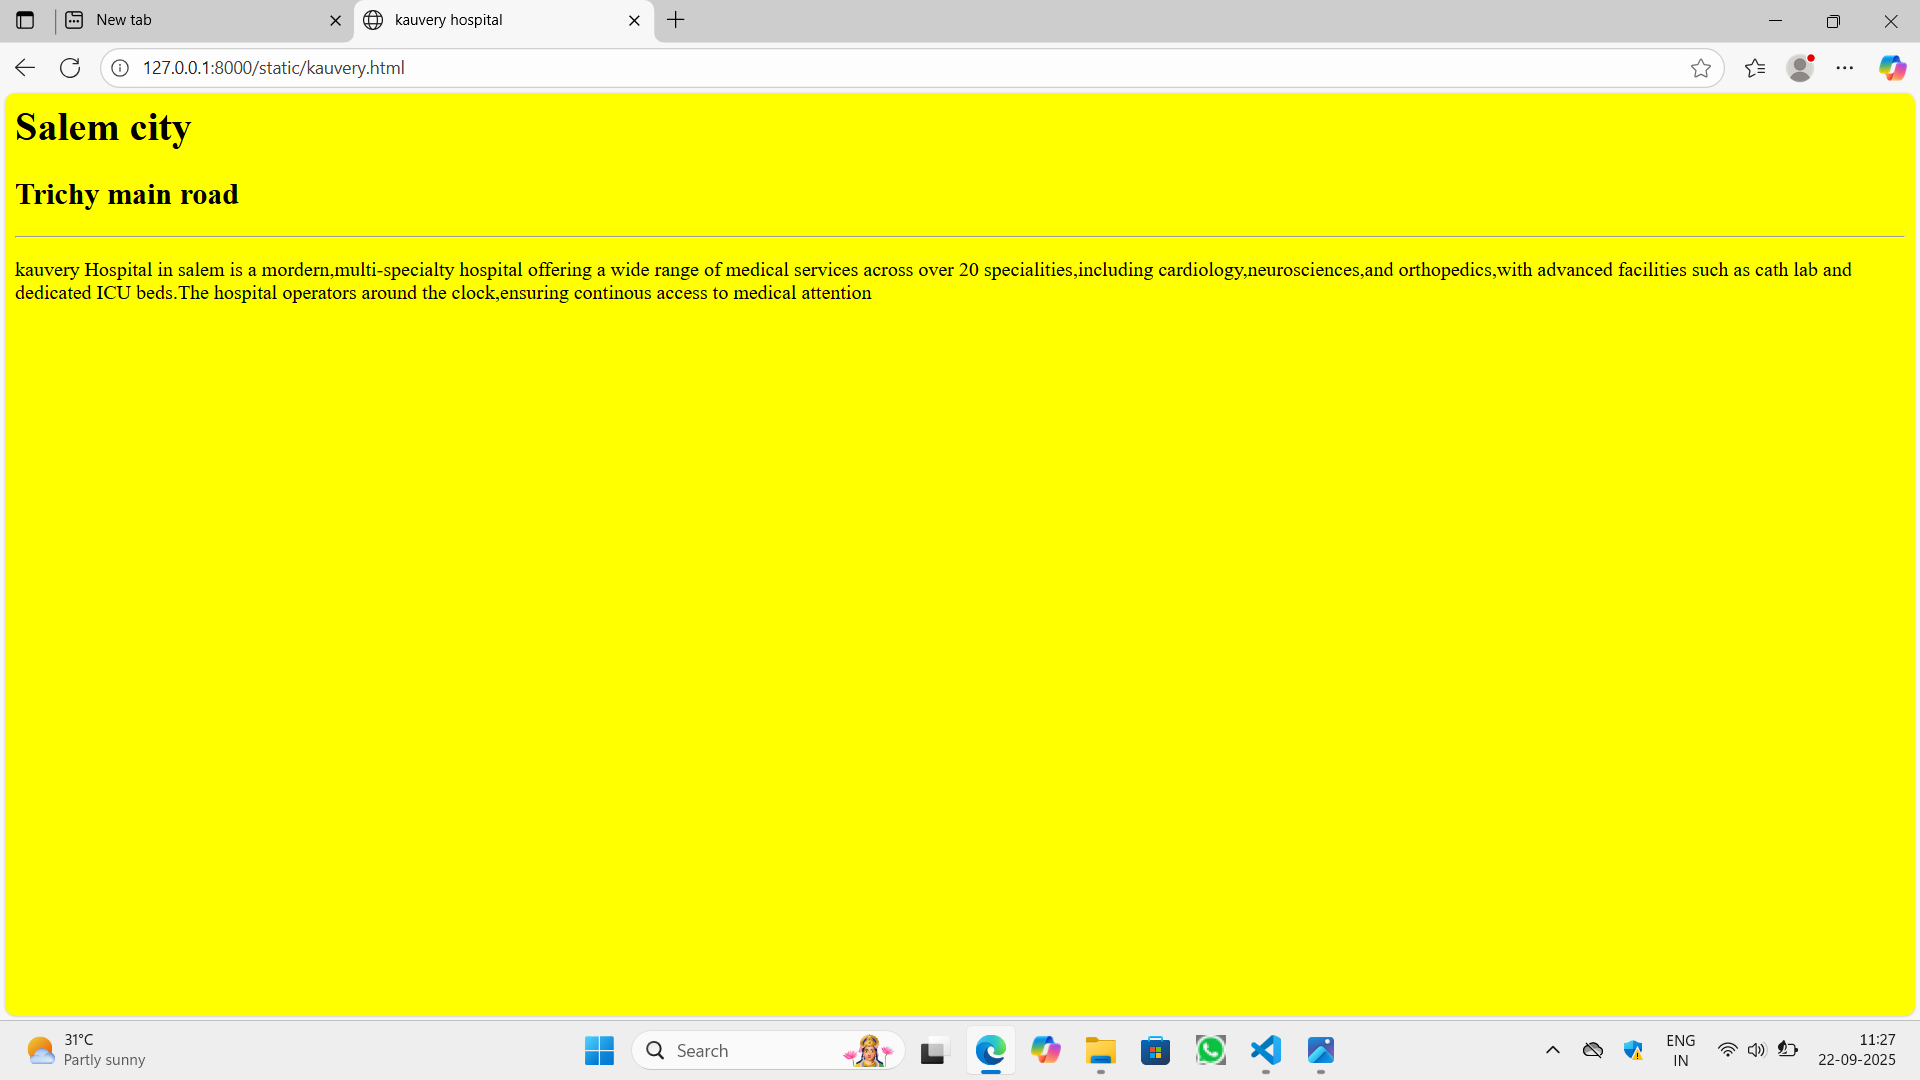 New tab
kauvery hospital
127.0.0.1:8000/static/kauvery.html
Salem city
Trichy main road
kauvery Hospital in salem is a mordern,multi-specialty hospital offering a wide range of medical services across over 20 specialities,including cardiology,neurosciences,and orthopedics,with advanced facilities such as cath lab and
dedicated ICU beds.The hospital operators around the clock,ensuring continous access to medical attention
31°C
Partly sunny
Search
ENG
IN
11:27
22-09-2025